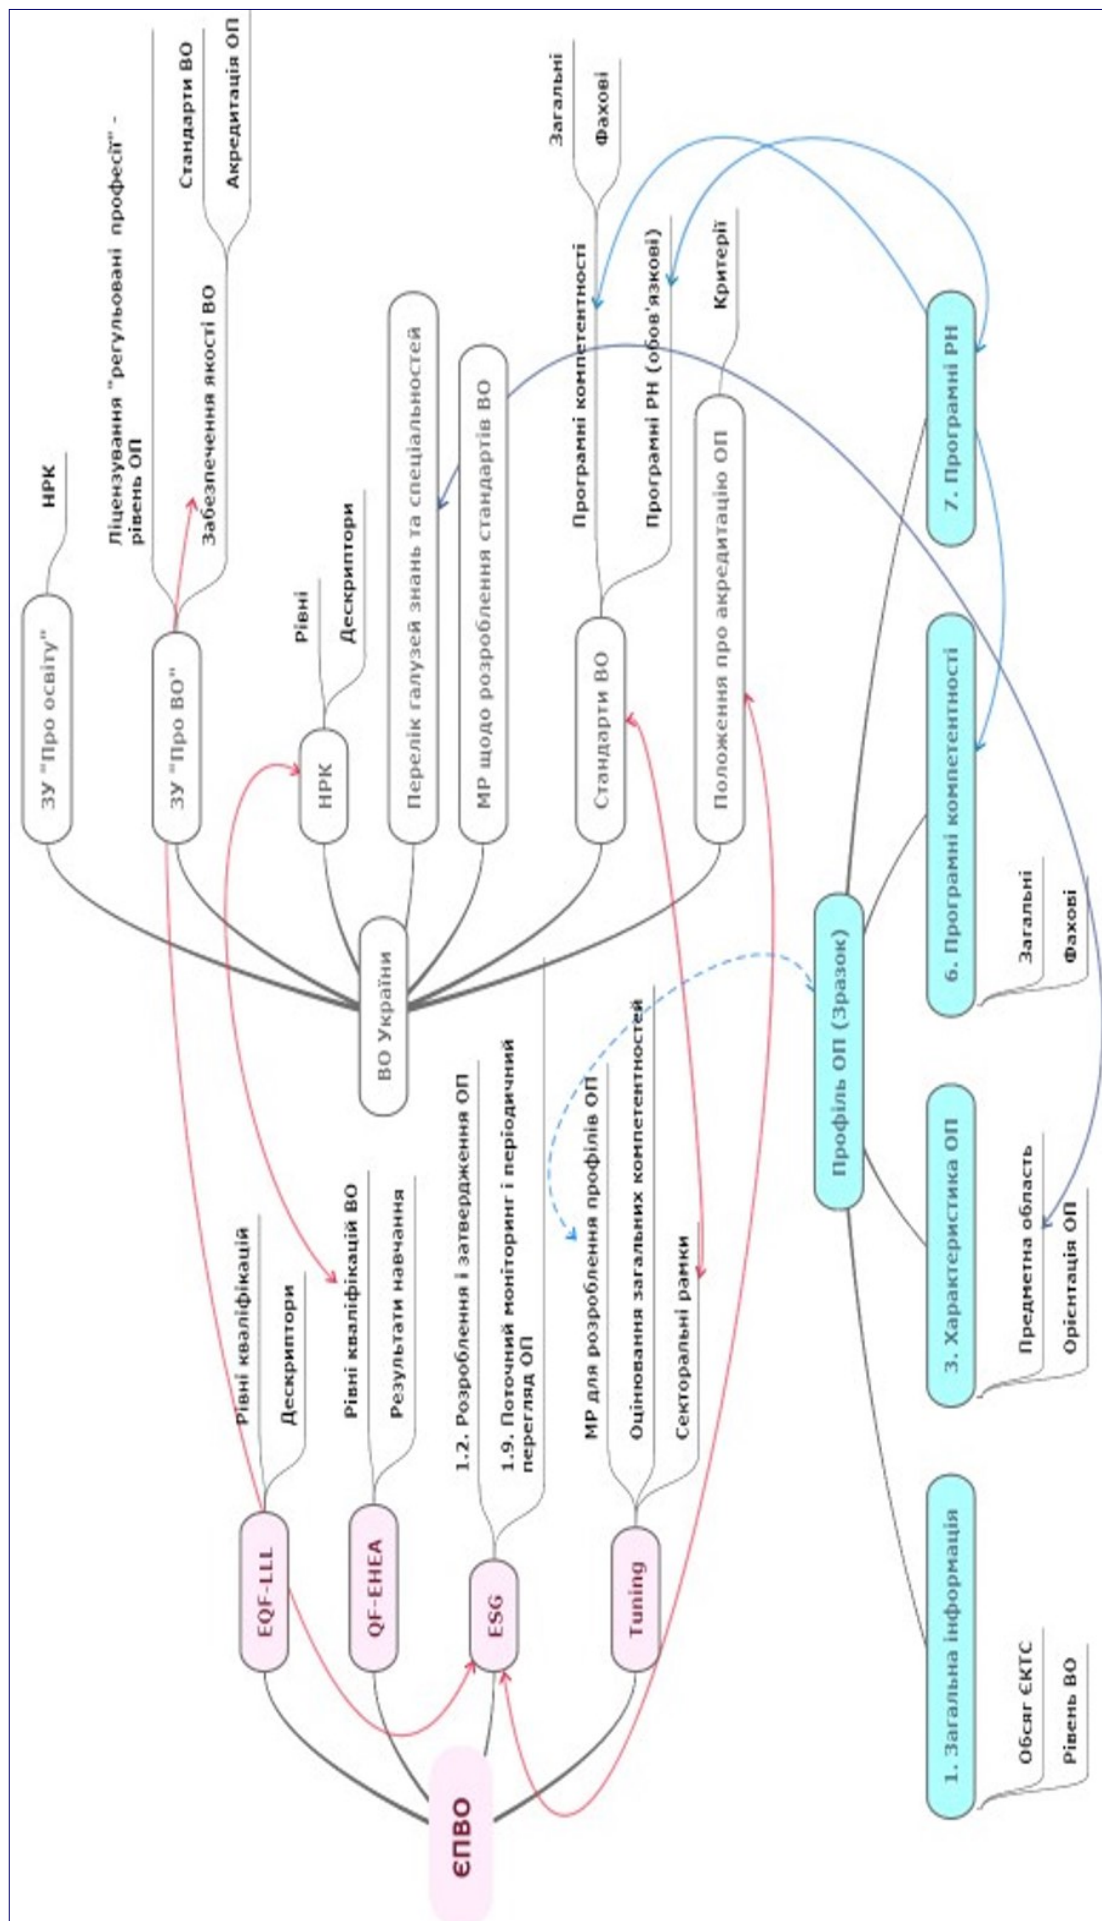 ЄПВО
EQF-LLL
Рівні кваліфікацій
Дескриптори
QF-EHEA
Рівні кваліфікацій ВО
Результати навчання
ESG
1.2. Розроблення і затвердження ОП
1.9. Поточний моніторинг і періодичний
перегляд ОП
Tuning
МР для розроблення профілів ОП
Оцінювання загальних компетентностей
Секторальні рамки
ВО України
ЗУ "Про освіту"
НРК
ЗУ "Про ВО"
Ліцензування "регульовані професії" -
рівень ОП
Забезпечення якості ВО
Стандарти ВО
Акредитація ОП
НРК
Рівні
Дескриптори
Перелік галузей знань та спеціальностей
МР щодо розроблення стандартів ВО
Стандарти ВО
Програмні компетентності
Загальні
Фахові
Програмні РН (обов'язкові)
Положення про акредитацію ОП
Критерії
Профіль ОП (Зразок)
1. Загальна інформація
Обсяг ЄКТС
Рівень ВО
3. Характеристика ОП
Предметна область
Орієнтація ОП
6. Програмні компетентності
Загальні
Фахові
7. Програмні РН